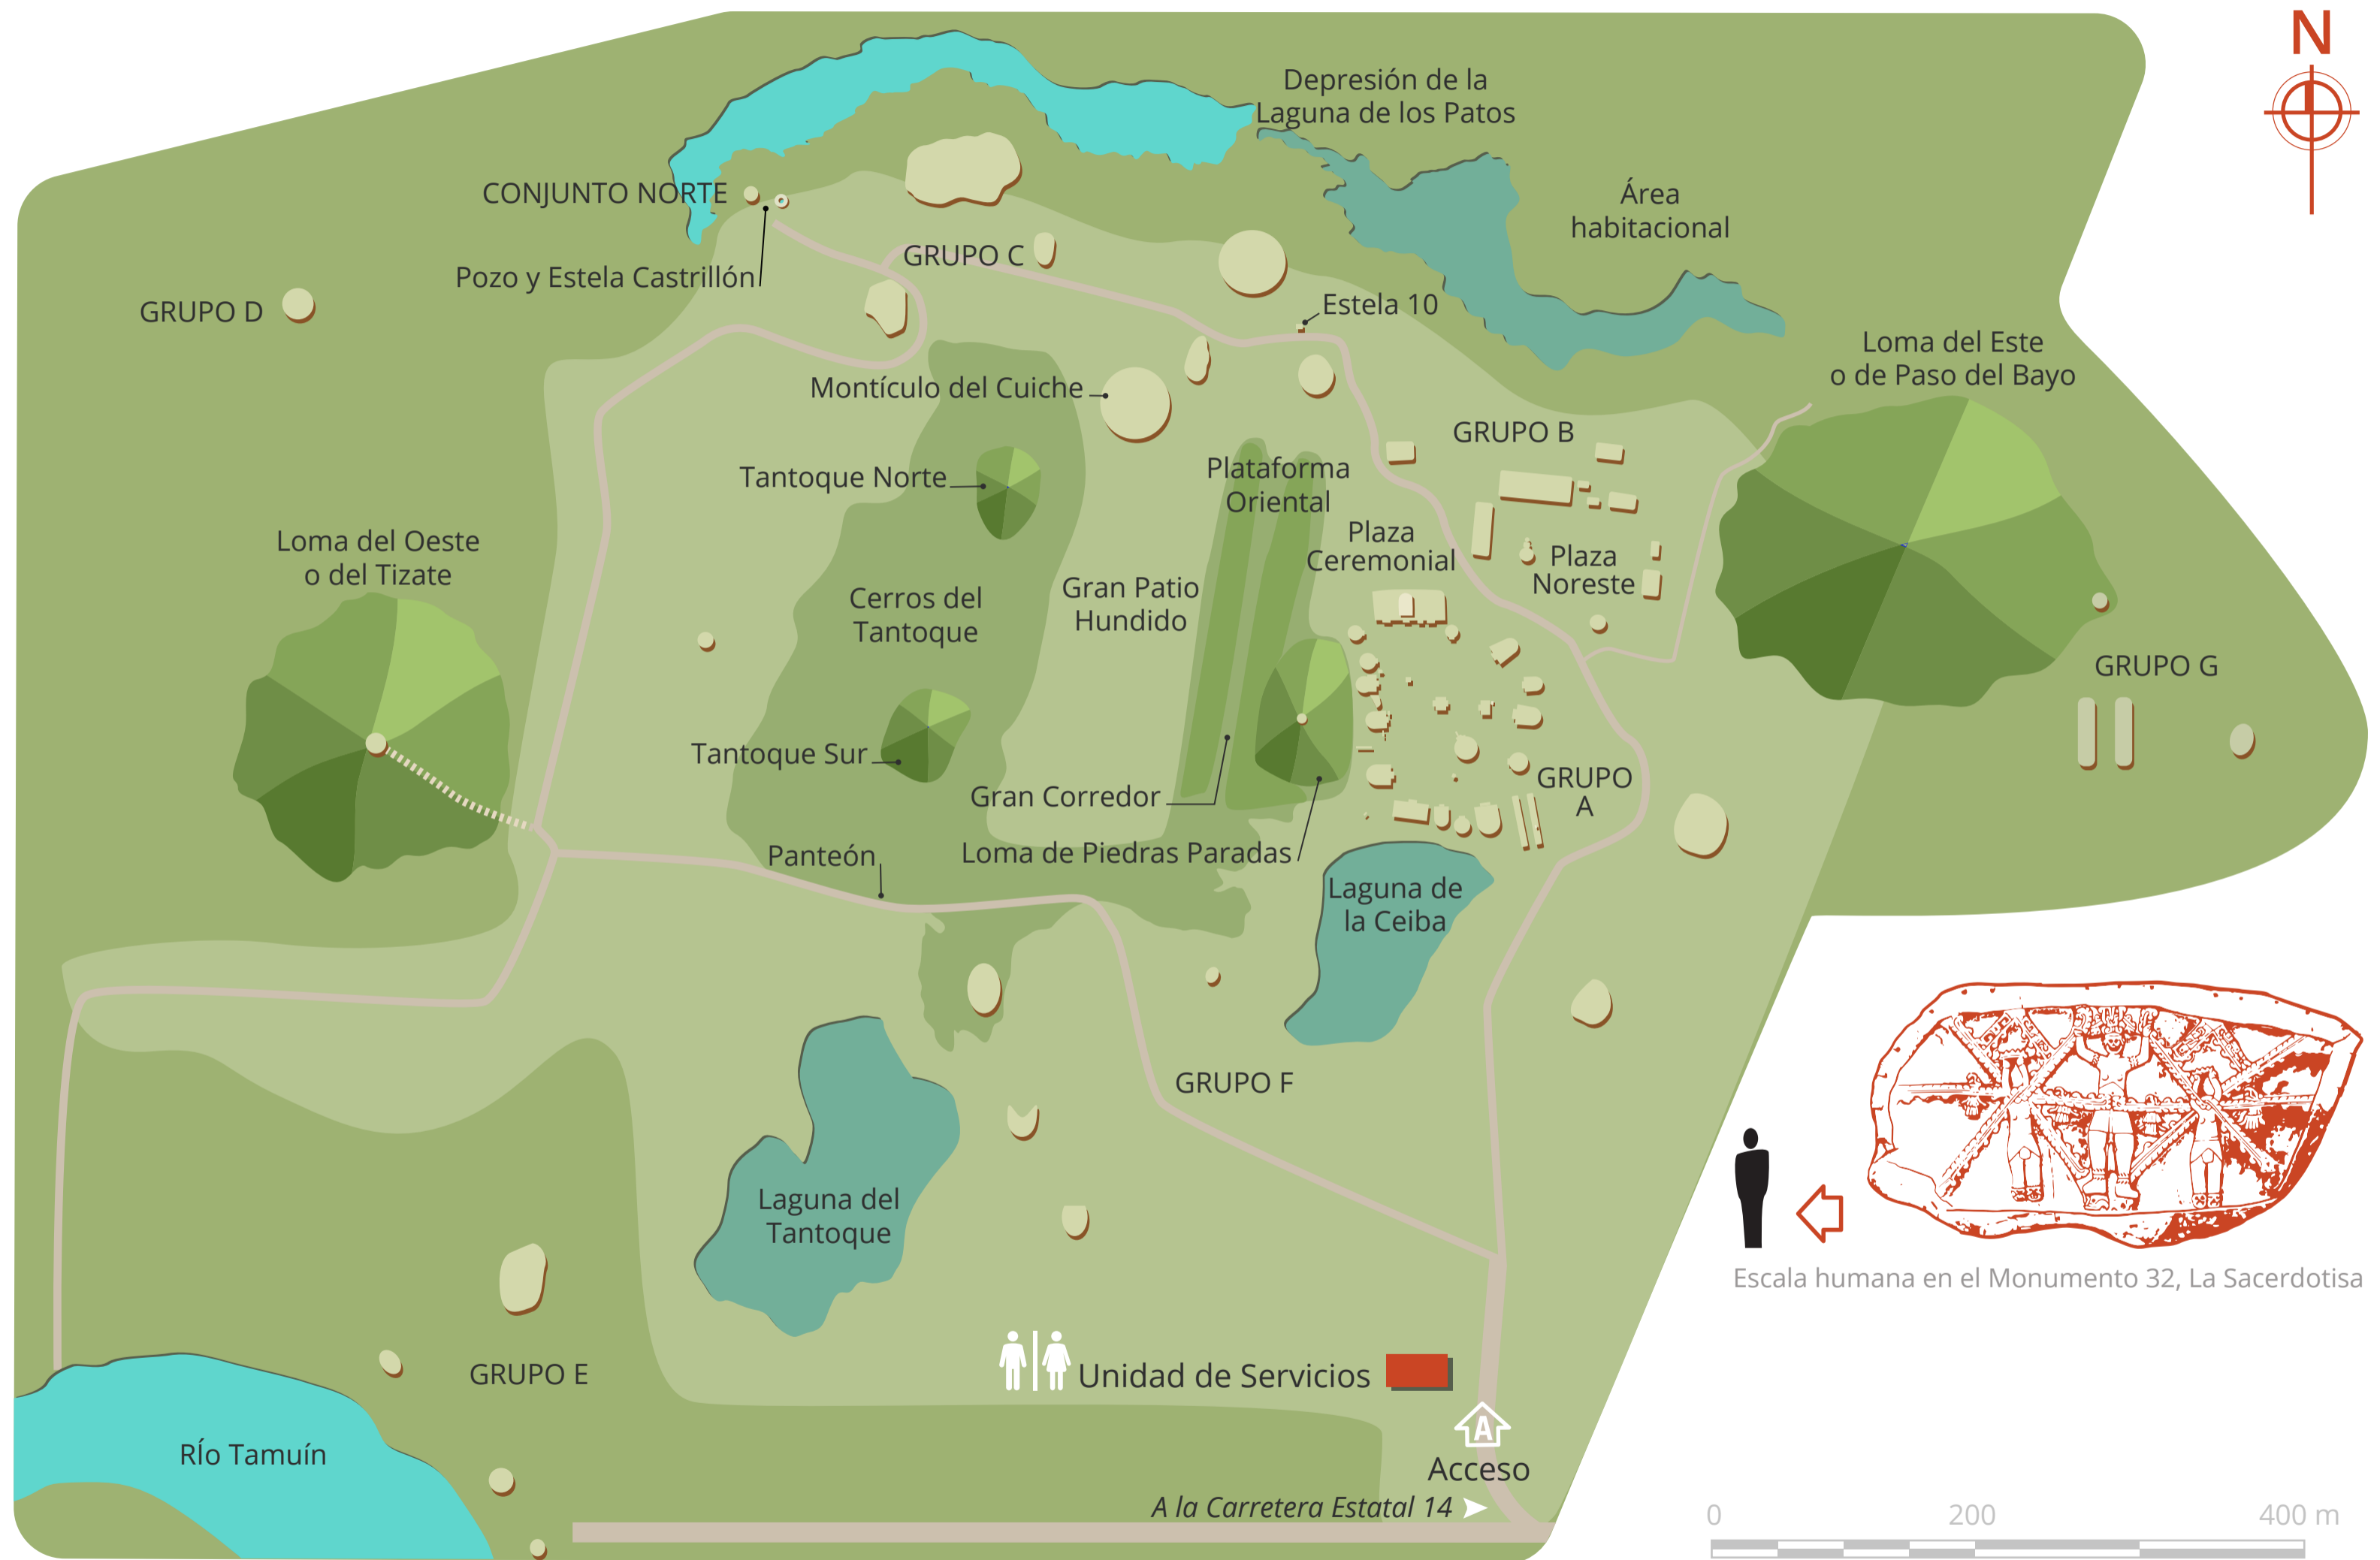 N
Depresión de la
Laguna de los Patos
CONJUNTO NORTE
Área
habitacional
GRUPO C
Pozo y Estela Castrillón
GRUPO D
Estela 10
Loma del Este
o de Paso del Bayo
Montículo del Cuiche
GRUPO B
Tantoque Norte
Plataforma
Oriental
Plaza
Ceremonial
Loma del Oeste
o del Tizate
Plaza
Noreste
Gran Patio
Hundido
Cerros del
Tantoque
GRUPO G
Tantoque Sur
GRUPO
A
Gran Corredor
Panteón
Loma de Piedras Paradas
Laguna de
la Ceiba
GRUPO F
Laguna del
Tantoque
Escala humana en el Monumento 32, La Sacerdotisa
GRUPO E
Unidad de Servicios
RÍo Tamuín
A
Acceso
A la Carretera Estatal 14
0 200 400 m